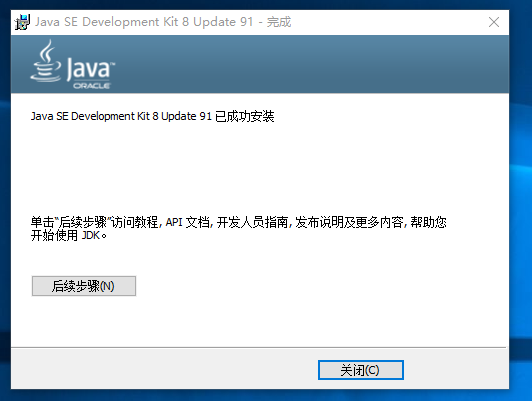 Java SE Development Kit 8 Update 91 - 完成
Java™
ORACLE
Java SE Development Kit 8 Update 91 已成功安装
单击“后续步骤”访问教程, API 文档, 开发人员指南, 发布说明及更多内容, 帮助您
开始使用 JDK。
后续步骤(N)
关闭(C)